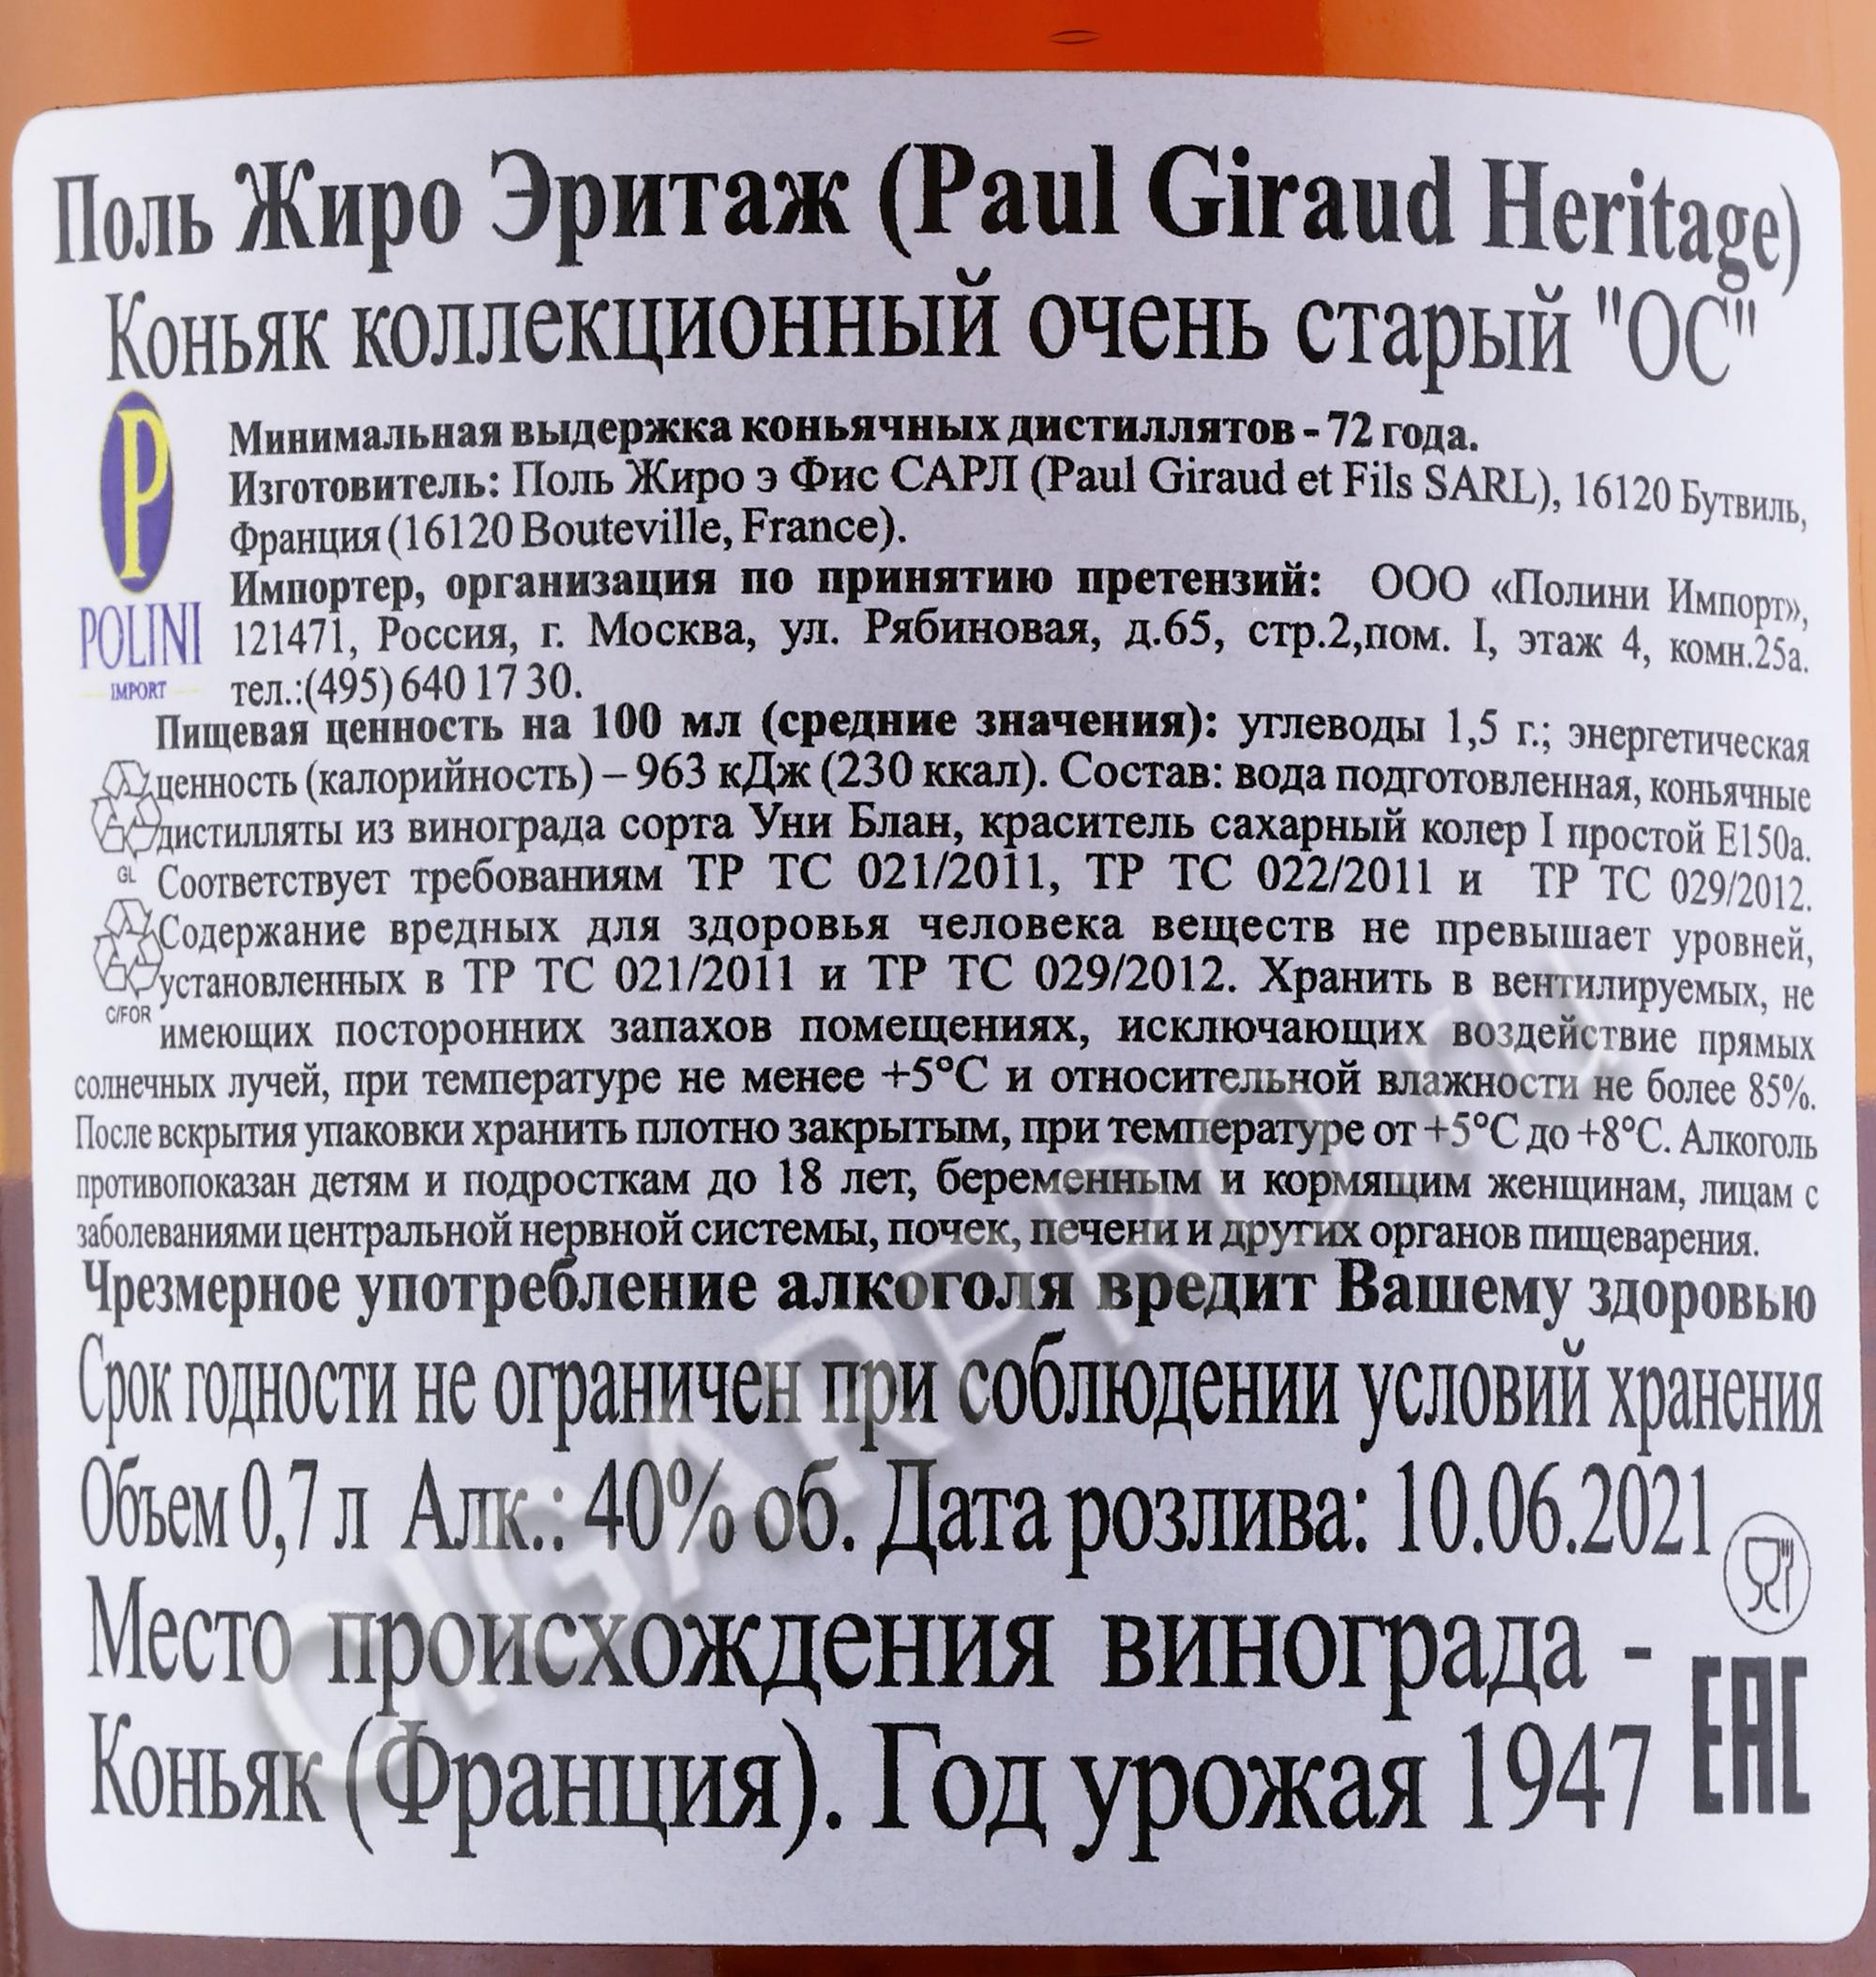 Поль Жиро Эритаж (Paul Giraud Heritage)
Коньяк коллекционный очень старый "ОС"
P
POLINI
IMPORT
Минимальная выдержка коньячных дистиллятов - 72 года.
Изготовитель: Поль Жиро э Фис САРЛ (Paul Giraud et Fils SARL), 16120 Бутвиль,
Франция (16120 Bouteville, France).
Импортер, организация по принятию претензий: ООО «Полини Импорт»,
121471, Россия, г. Москва, ул. Рябиновая, д.65, стр.2,пом. I, этаж 4, комн.25а.
тел.:(495) 640 17 30.
Пищевая ценность на 100 мл (средние значения): углеводы 1,5 г.; энергетическая
ценность (калорийность) – 963 кДж (230 ккал). Состав: вода подготовленная, коньячные
дистилляты из винограда сорта Уни Блан, краситель сахарный колер I простой Е150а.
GL
Соответствует требованиям ТР ТС 021/2011, ТР ТС 022/2011 и ТР ТС 029/2012.
Содержание вредных для здоровья человека веществ не превышает уровней,
установленных в ТР ТС 021/2011 и ТР ТС 029/2012. Хранить в вентилируемых, не
C/FOR
имеющих посторонних запахов помещениях, исключающих воздействие прямых
солнечных лучей, при температуре не менее +5°С и относительной влажности не более 85%.
После вскрытия упаковки хранить плотно закрытым, при температуре от +5°С до +8°С. Алкоголь
противопоказан детям и подросткам до 18 лет, беременным и кормящим женщинам, лицам с
заболеваниями центральной нервной системы, почек, печени и других органов пищеварения.
Чрезмерное употребление алкоголя вредит Вашему здоровью
Срок годности не ограничен при соблюдении условий хранения
Объем 0,7 л Алк.: 40% об. Дата розлива: 10.06.2021
Место происхождения винограда -
Коньяк (Франция). Год урожая 1947
EAC
CIGARPRO.ru